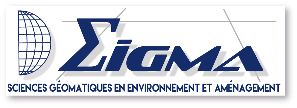 ΣIGMA
SCIENCES GÉOMATIQUES EN ENVIRONNEMENT ET AMÉNAGEMENT